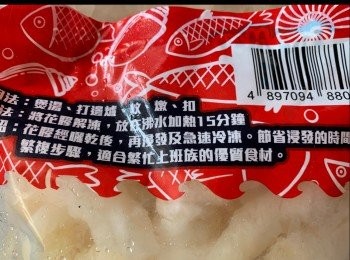 法：煲湯、打邊爐、炆、燉、扣
法：將花膠解凍，放在沸水加熱15分鐘
紹：花膠經曬乾後，再浸發及急速冷凍。節省浸發的時間
繁複步驟，適合繁忙上班族的優質食材。
4 897094 880